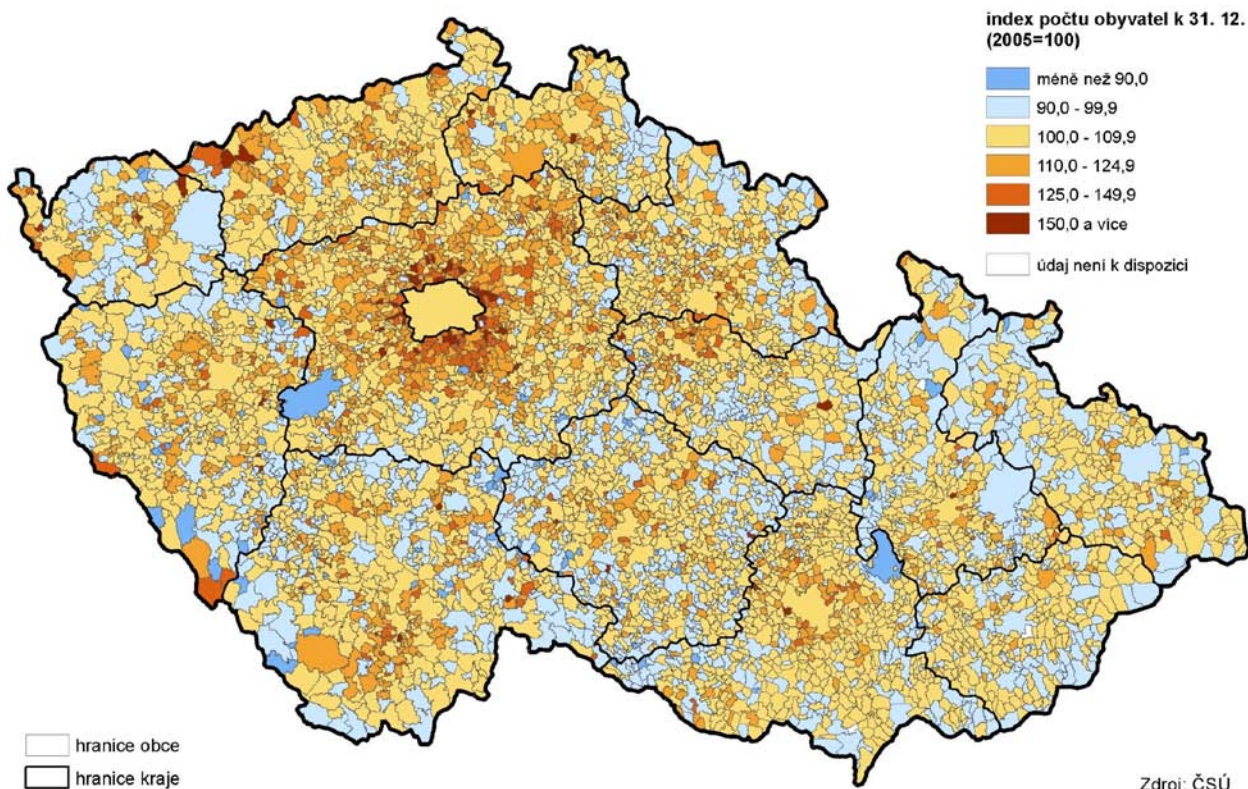 index počtu obyvatel k 31. 12.
(2005=100)
méně než 90,0
90,0 - 99,9
100,0 - 109,9
110,0 - 124,9
125,0 - 149,9
150,0 a více
údaj není k dispozici
hranice obce
hranice kraje
Zdroj: ČSÚ